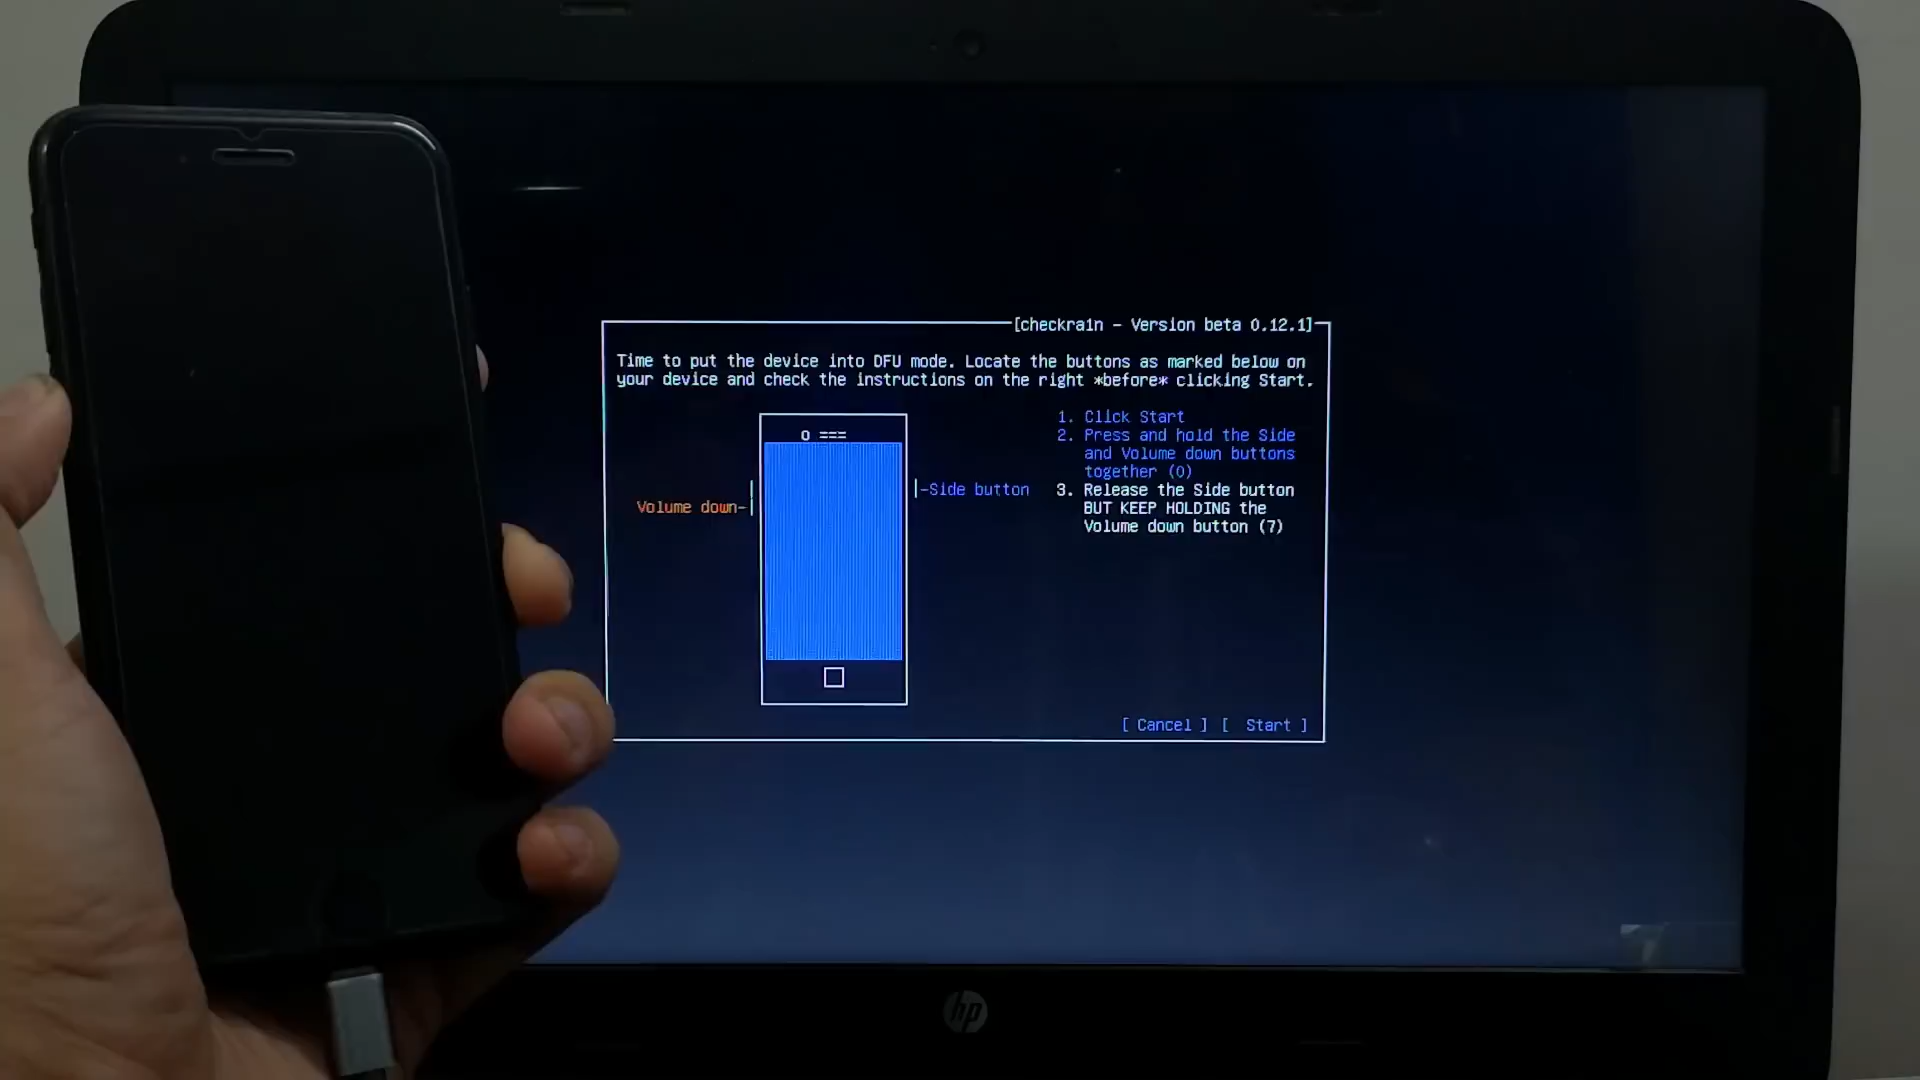 [checkra1n - Version beta 0.12.1]
Time to put the device into DFU mode. Locate the buttons as marked below on
your device and check the instructions on the right *before* clicking Start.
1. Click Start
2. Press and hold the Side
and Volume down buttons
together (0)
3. Release the Side button
BUT KEEP HOLDING the
Volume down button (7)
O ===
Side button
Volume down
[ Cancel ] [ Start ]
hp